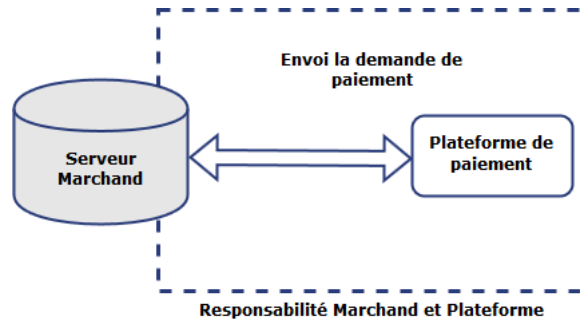 Envoi la demande de
paiement
Serveur
Marchand
Plateforme de
paiement
Responsabilité Marchand et Plateforme